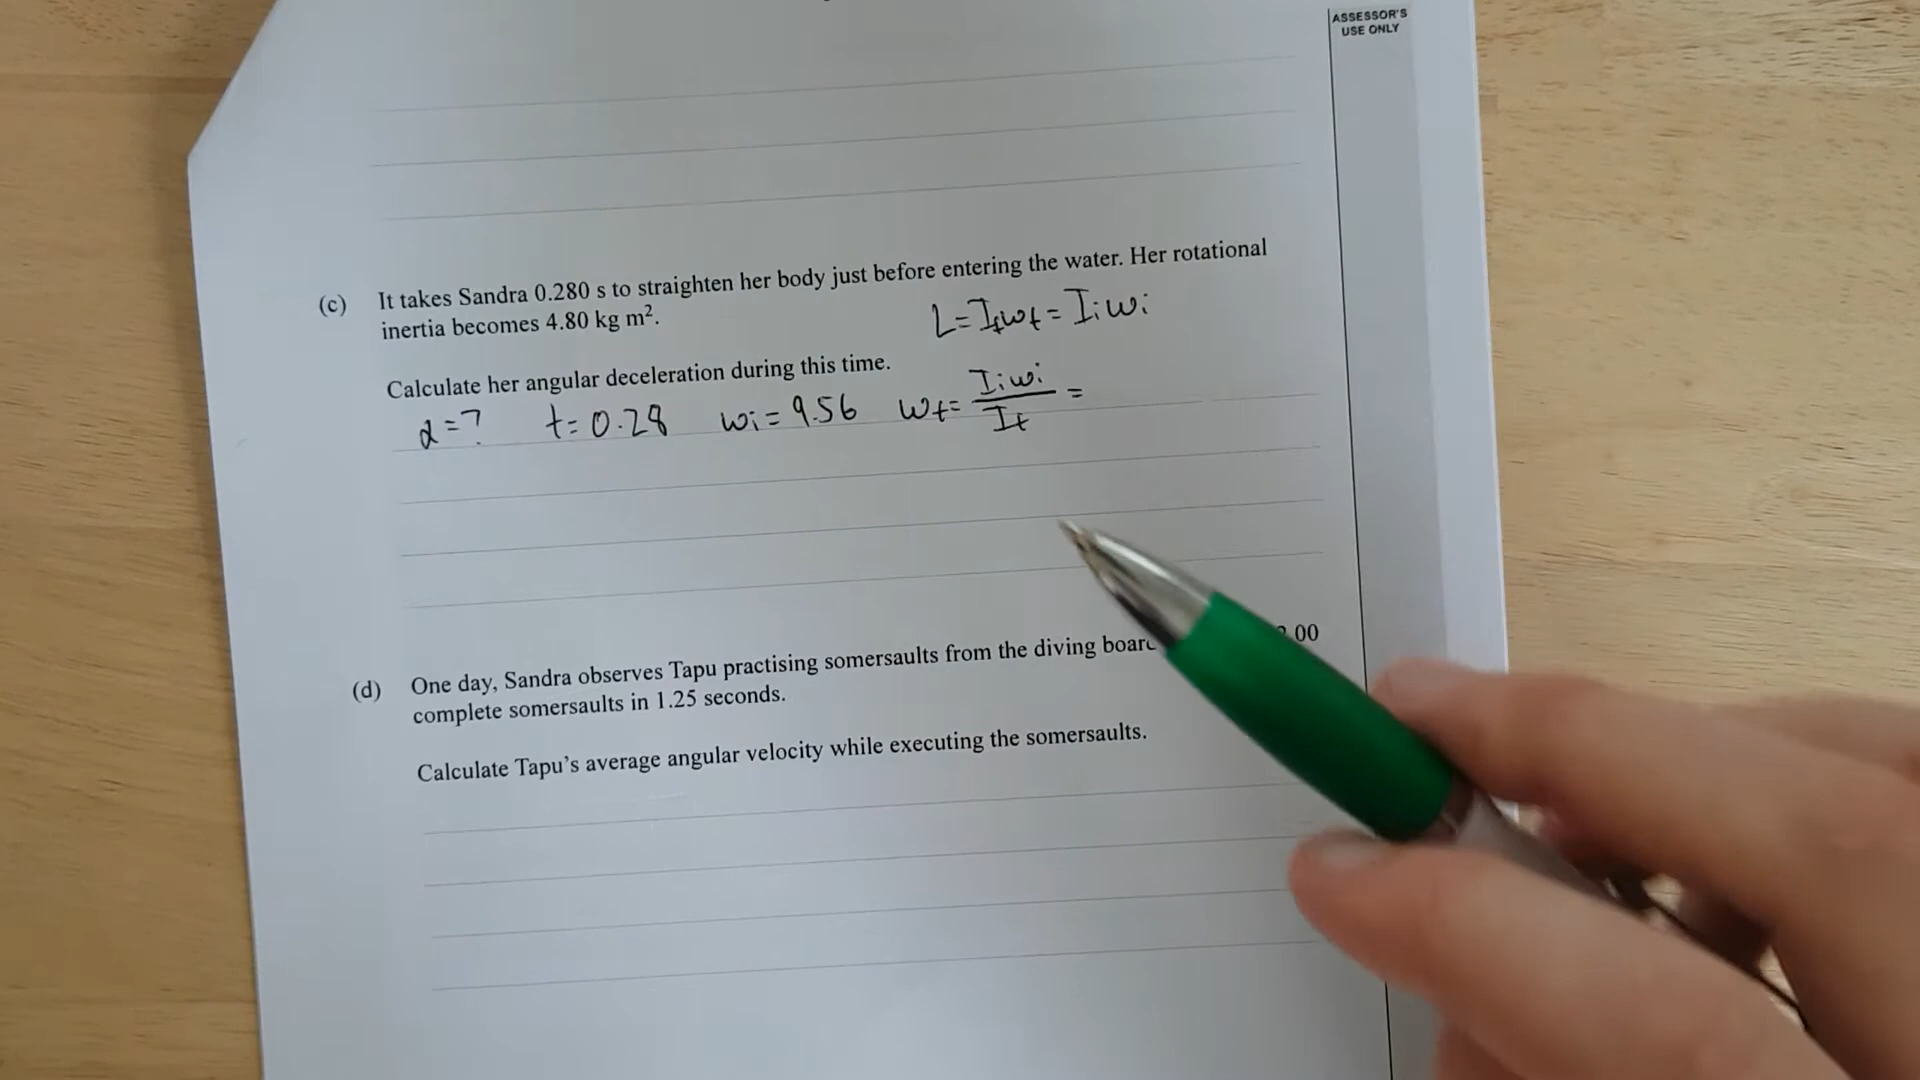 ASSESSOR'S
USE ONLY
(c) It takes Sandra 0.280 s to straighten her body just before entering the water. Her rotational
inertia becomes 4.80 kg m².
L=Ifωf=Iiωi
Calculate her angular deceleration during this time.
α=? t=0.28 ωi=9.56 ωf=Iiωi/If=
(d) One day, Sandra observes Tapu practising somersaults from the diving .00
complete somersaults in 1.25 seconds.
Calculate Tapu’s average angular velocity while executing the somersaults.